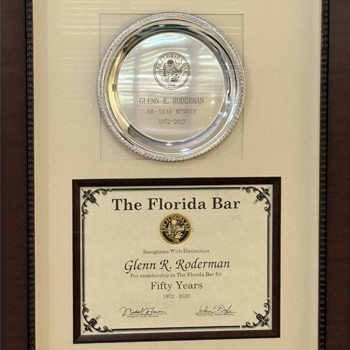 GLENN R. RODERMAN
50-YEAR MEMBER
1972-2022
The Florida Bar
Recognizes With Distinction
Glenn R. Roderman
For membership in The Florida Bar for
Fifty Years
1972 - 2022